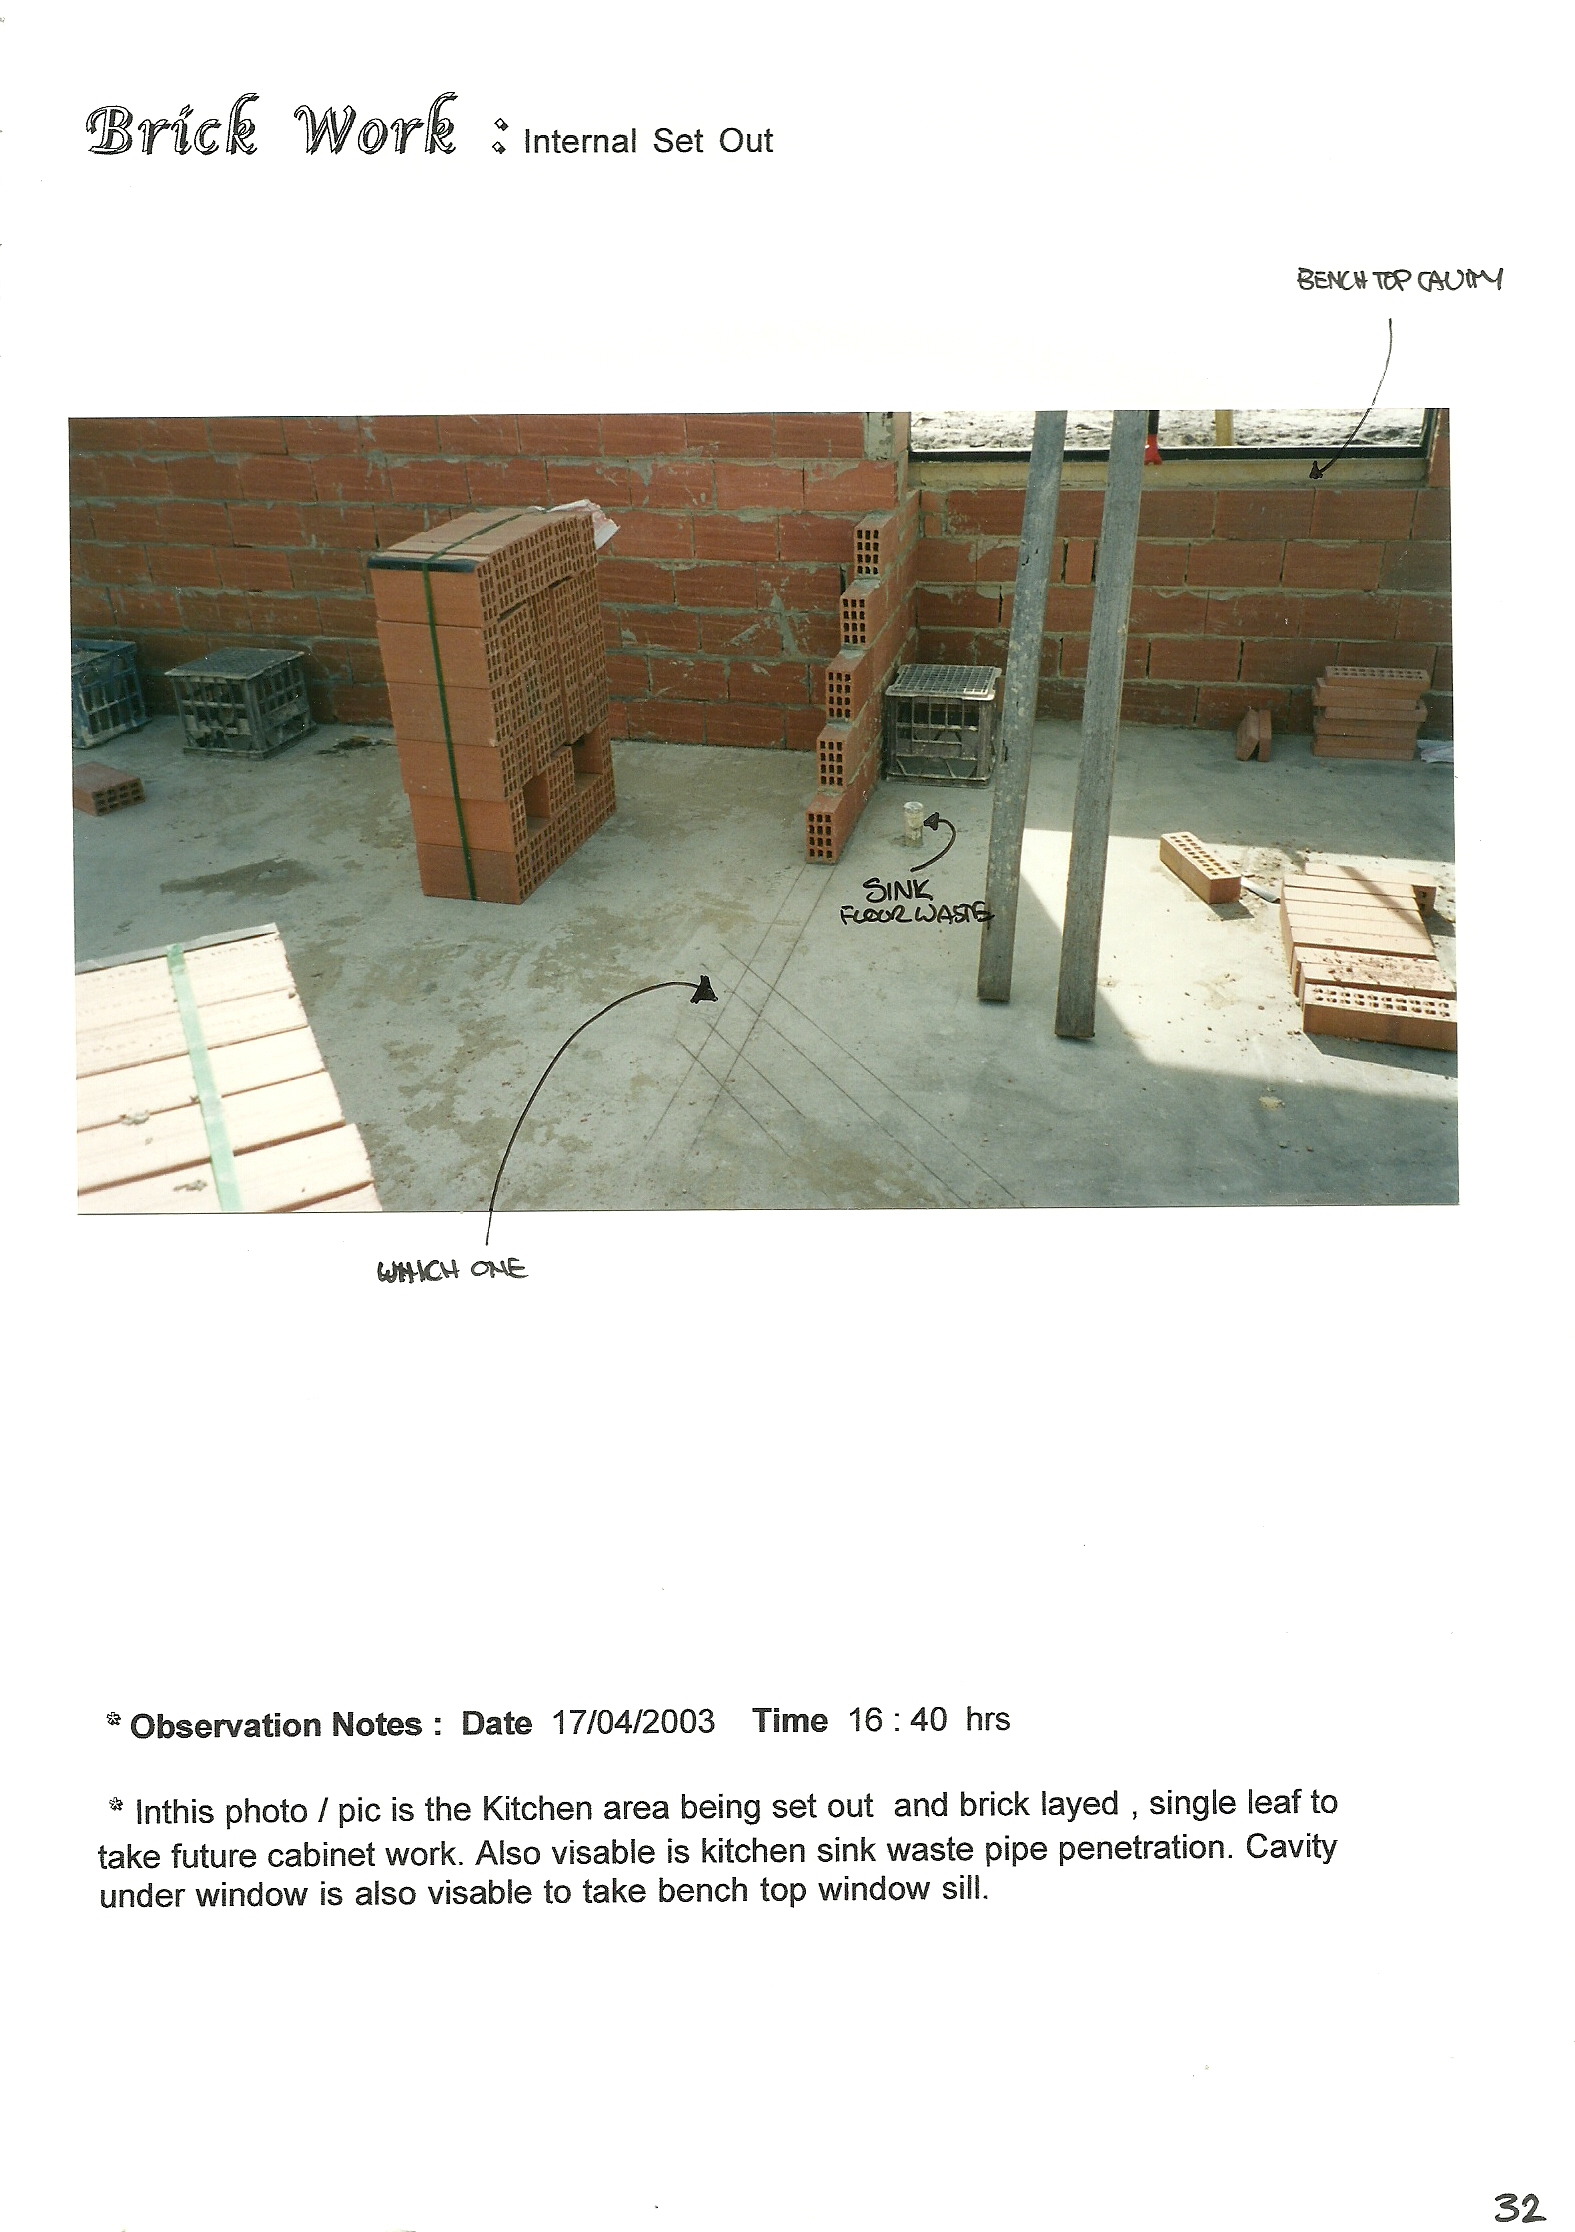 Brick Work : Internal Set Out
BENCH TOP CAVITY
SINK
FLOOR WASTE
WHICH ONE
* Observation Notes : Date 17/04/2003 Time 16 : 40 hrs
* Inthis photo / pic is the Kitchen area being set out and brick layed , single leaf to
take future cabinet work. Also visable is kitchen sink waste pipe penetration. Cavity
under window is also visable to take bench top window sill.
32